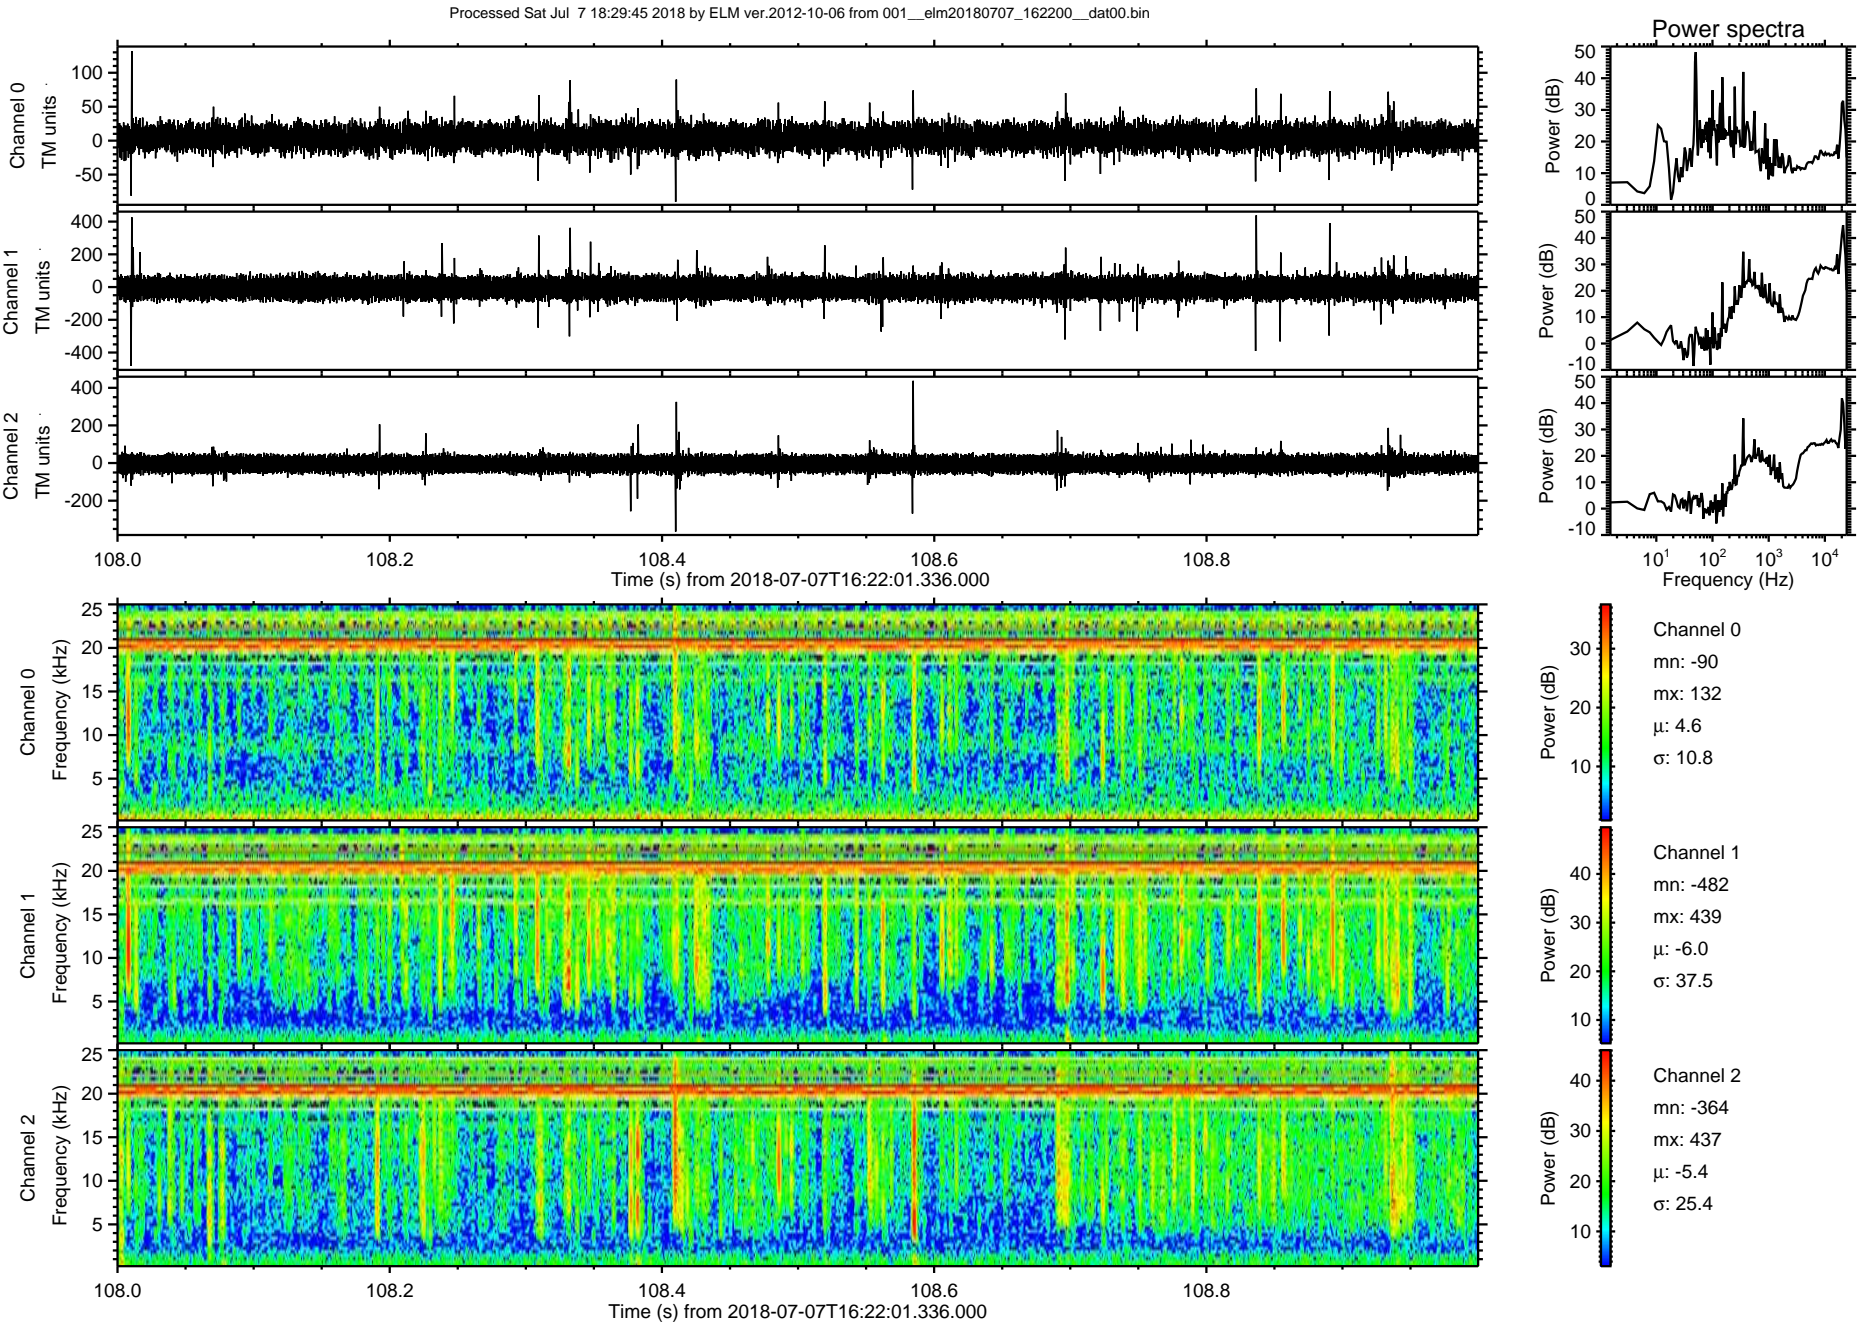 Processed Sat Jul  7 18:29:45 2018 by ELM ver.2012-10-06 from 001__elm20180707_162200__dat00.bin
Power spectra
Channel 0
TM units
100
50
0
-50
Power (dB)
50
40
30
20
10
0
Channel 1
TM units
400
200
0
-200
-400
Power (dB)
50
40
30
20
10
0
-10
Channel 2
TM units
400
200
0
-200
Power (dB)
50
40
30
20
10
0
-10
108.0 108.2 108.4 108.6 108.8
Time (s) from 2018-07-07T16:22:01.336.000
10^1 10^2 10^3 10^4
Frequency (Hz)
Channel 0
Frequency (kHz)
25
20
15
10
5
Power (dB)
30
20
10
Channel 0
mn: -90
mx: 132
μ: 4.6
σ: 10.8
Channel 1
Frequency (kHz)
25
20
15
10
5
Power (dB)
40
30
20
10
Channel 1
mn: -482
mx: 439
μ: -6.0
σ: 37.5
Channel 2
Frequency (kHz)
25
20
15
10
5
Power (dB)
40
30
20
10
Channel 2
mn: -364
mx: 437
μ: -5.4
σ: 25.4
108.0 108.2 108.4 108.6 108.8
Time (s) from 2018-07-07T16:22:01.336.000